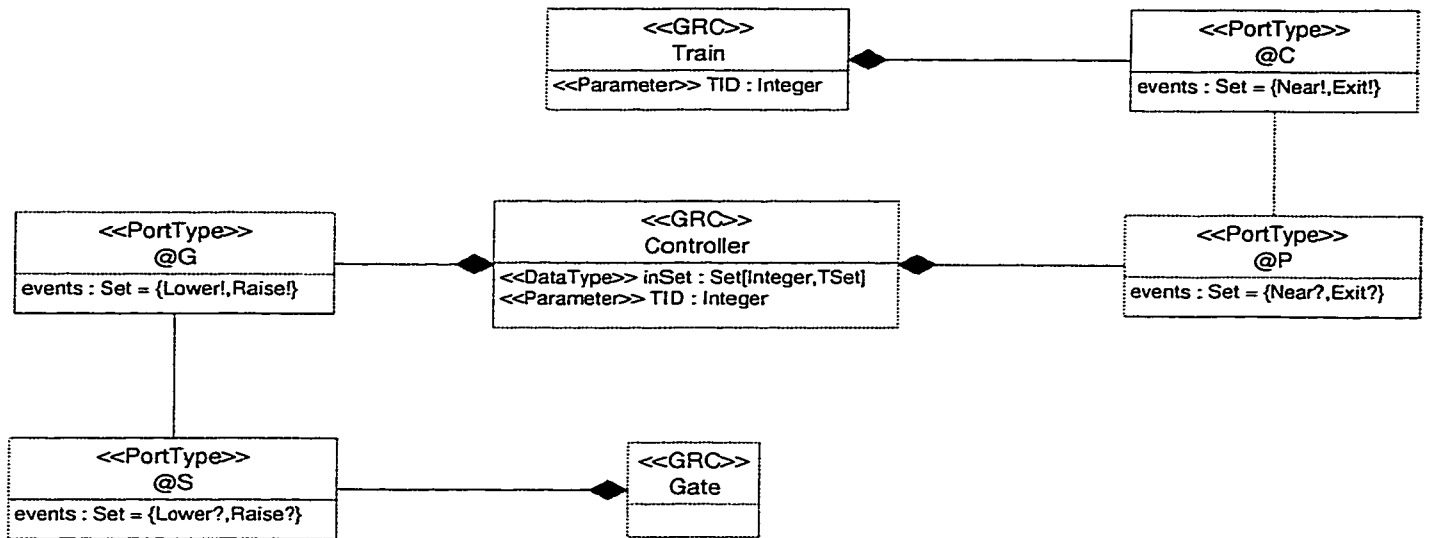 <<GRC>>
Train
<<Parameter>> TID : Integer
<<PortType>>
@C
events : Set = {Near!,Exit!}
<<PortType>>
@G
events : Set = {Lower!,Raise!}
<<GRC>>
Controller
<<DataType>> inSet : Set[Integer,TSet]
<<Parameter>> TID : Integer
<<PortType>>
@P
events : Set = {Near?,Exit?}
<<PortType>>
@S
events : Set = {Lower?,Raise?}
<<GRC>>
Gate